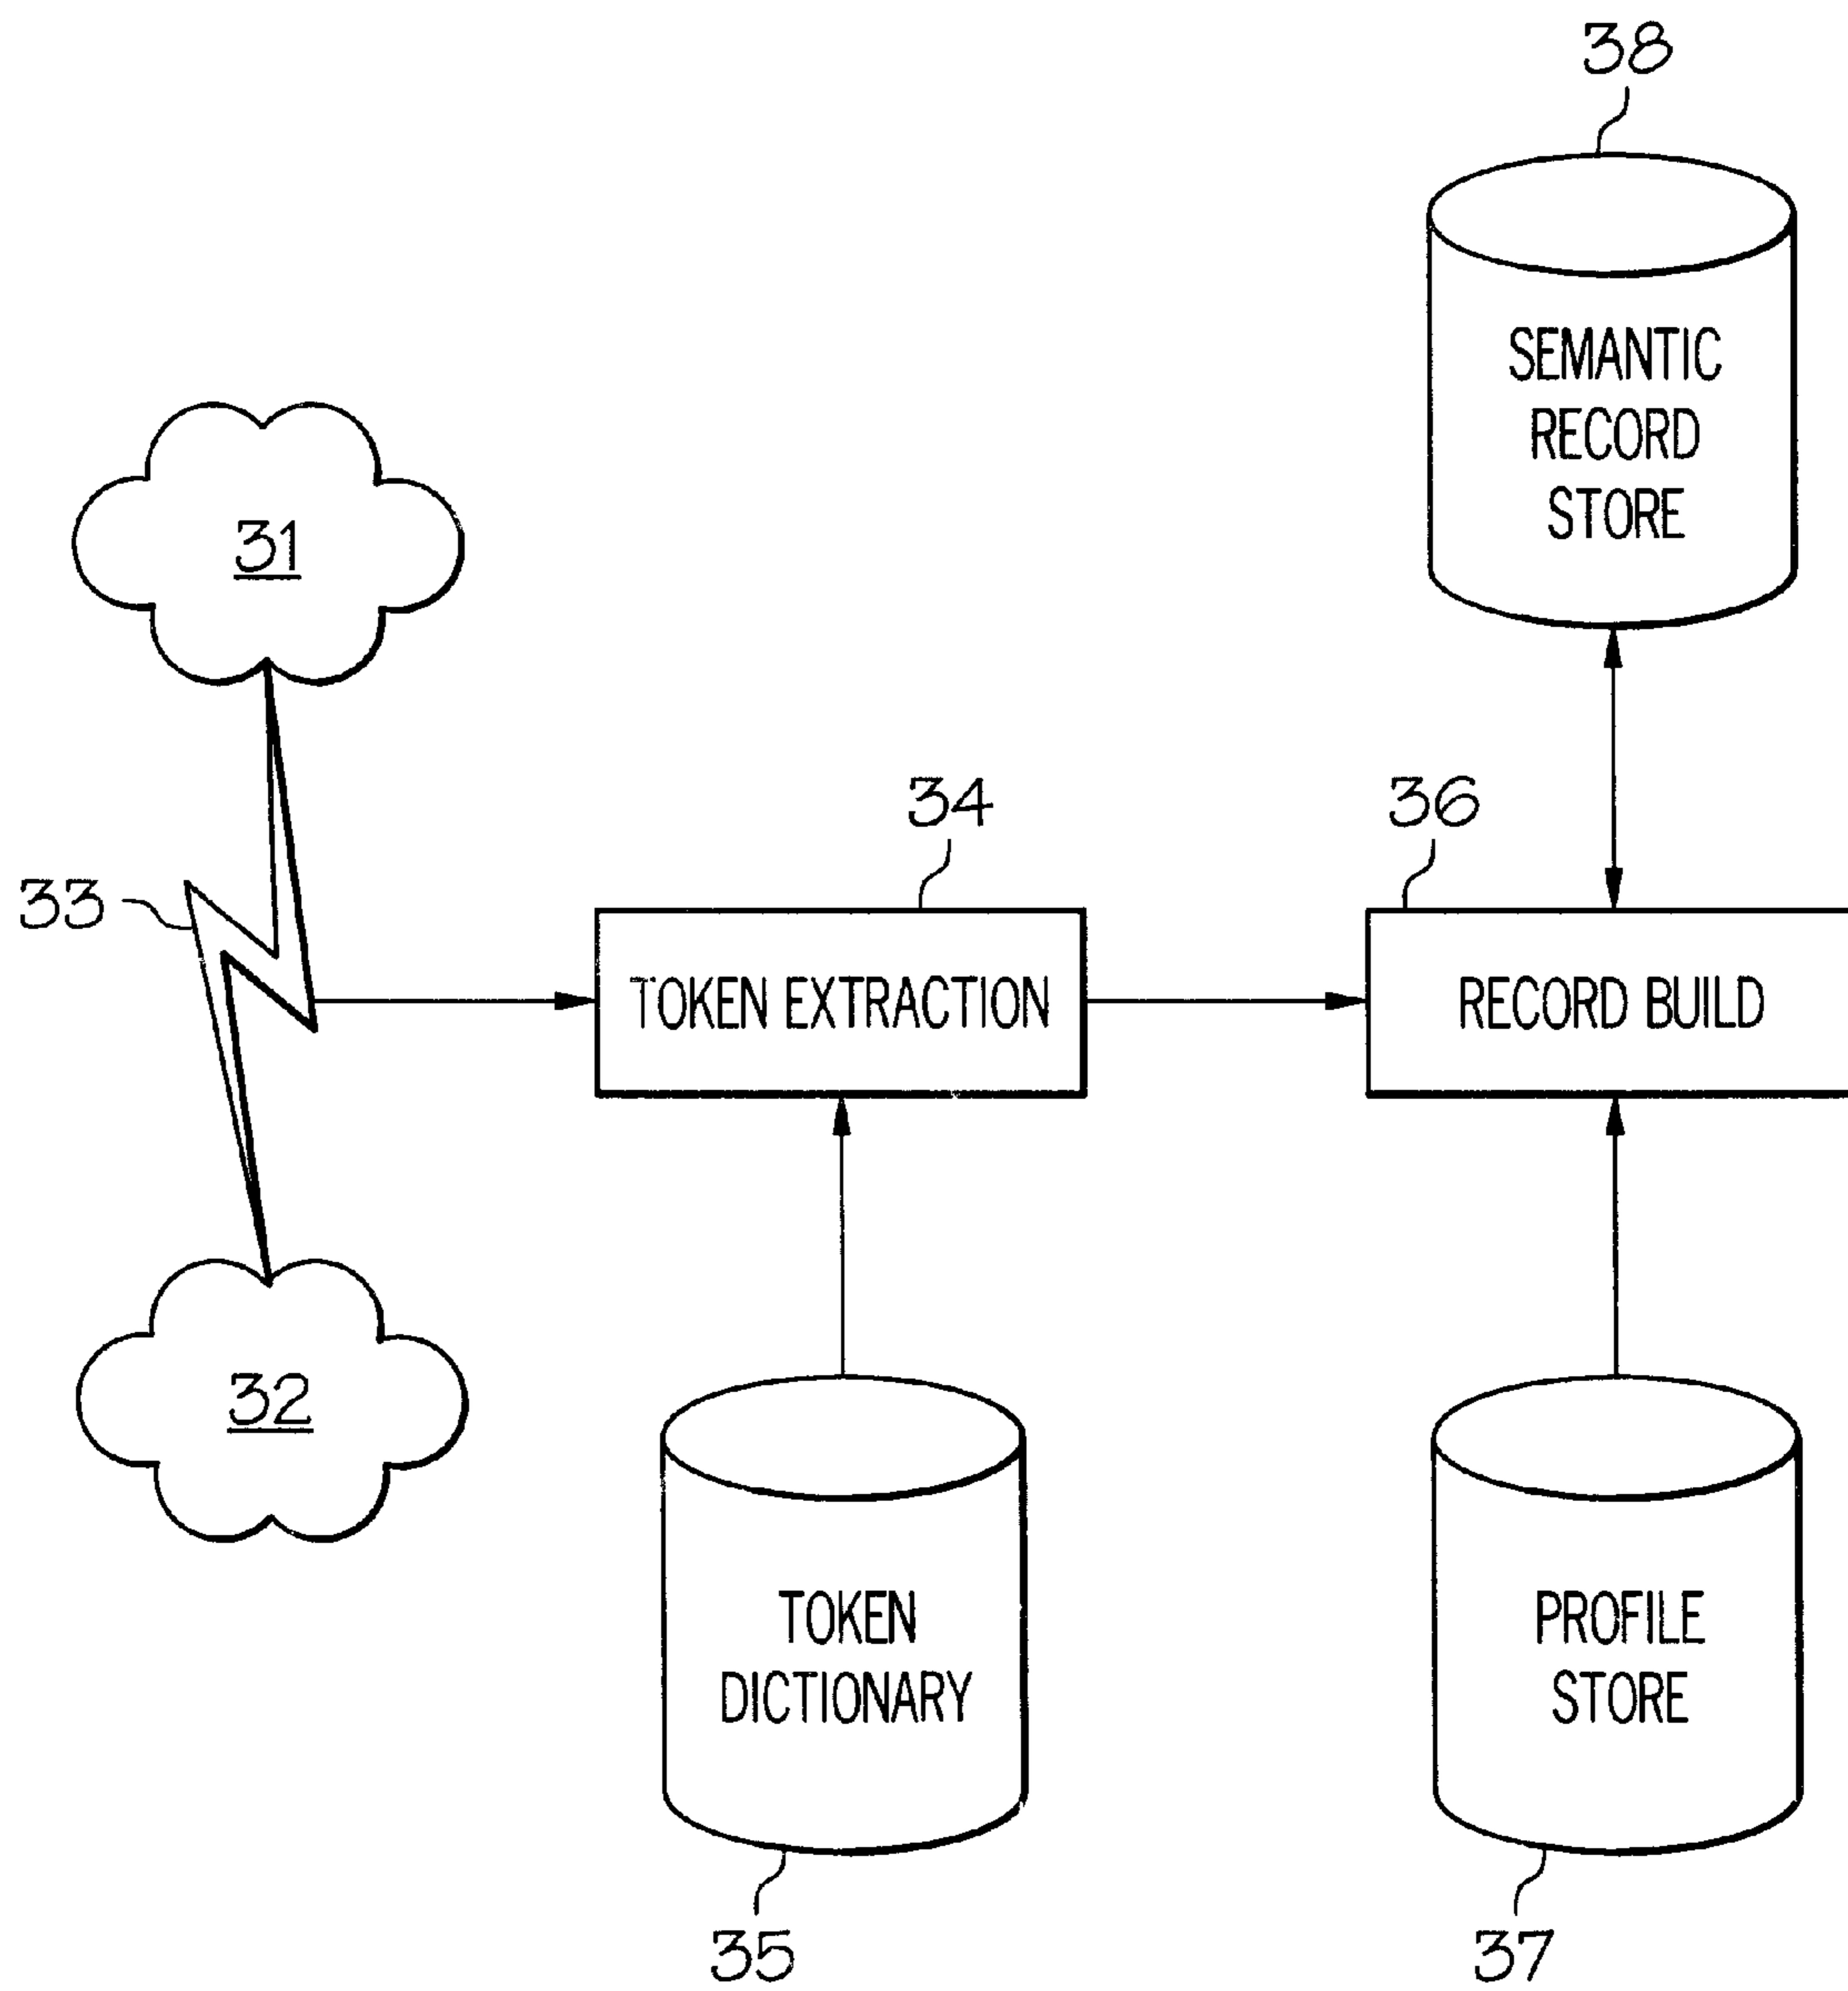 38
SEMANTIC
RECORD
STORE
31
34
36
33
TOKEN EXTRACTION
RECORD BUILD
32
TOKEN
DICTIONARY
PROFILE
STORE
35
37